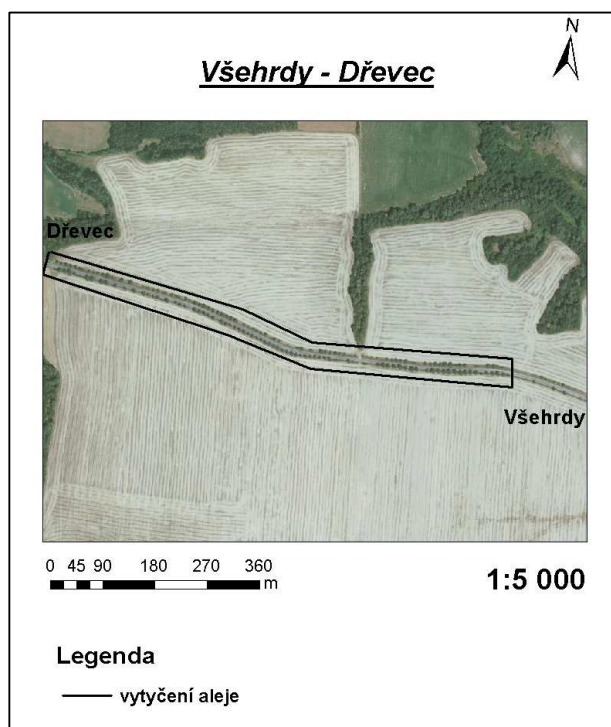 N
Všehrdy - Dřevec
Dřevec
Všehrdy
0 45 90 180 270 360
m
1:5 000
Legenda
vytyčení aleje